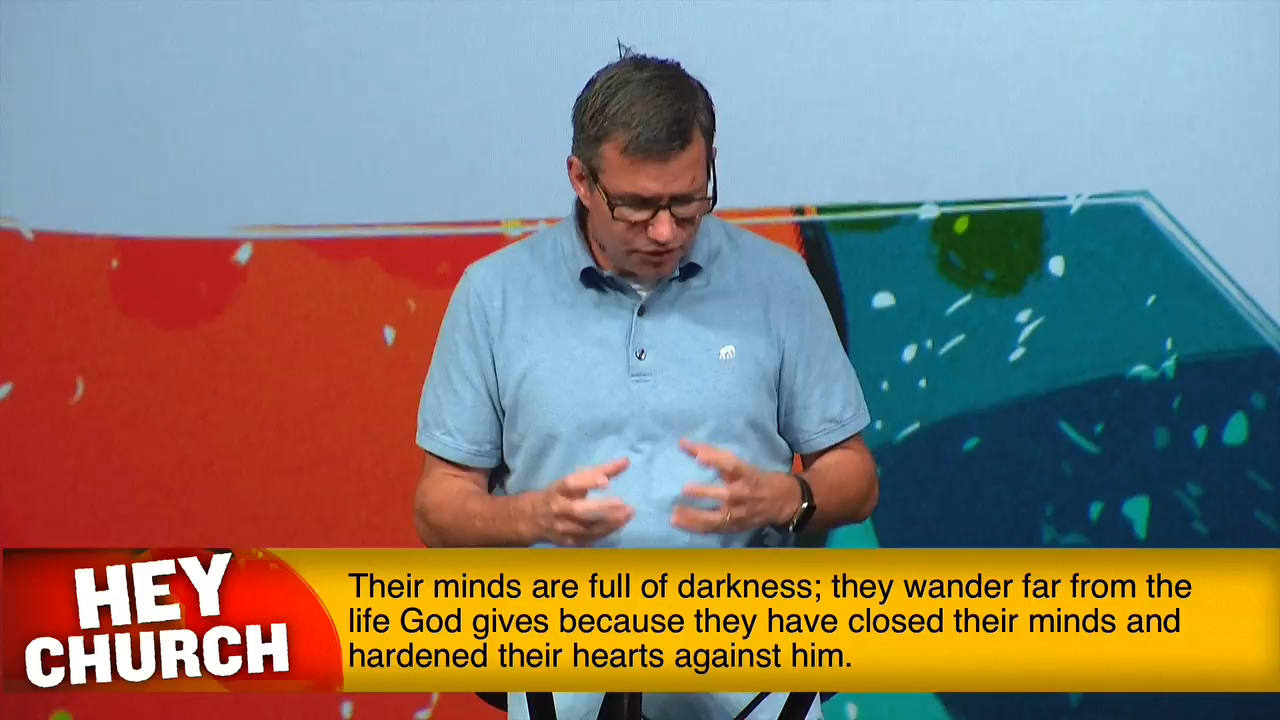 HEY
CHURCH
Their minds are full of darkness; they wander far from the
life God gives because they have closed their minds and
hardened their hearts against him.